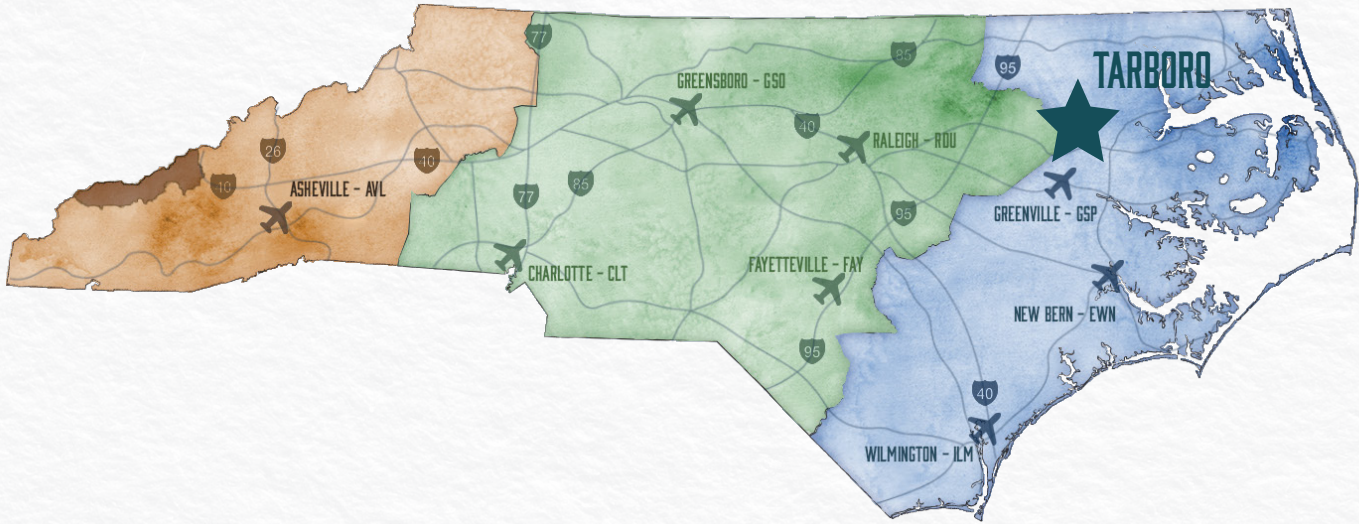 77
85
95
TARBORO
GREENSBORO - GSO
40
RALEIGH - RDU
26
40
40
ASHEVILLE - AVL
77
85
95
GREENVILLE - GSP
CHARLOTTE - CLT
FAYETTEVILLE - FAY
NEW BERN - EWN
95
40
WILMINGTON - ILM